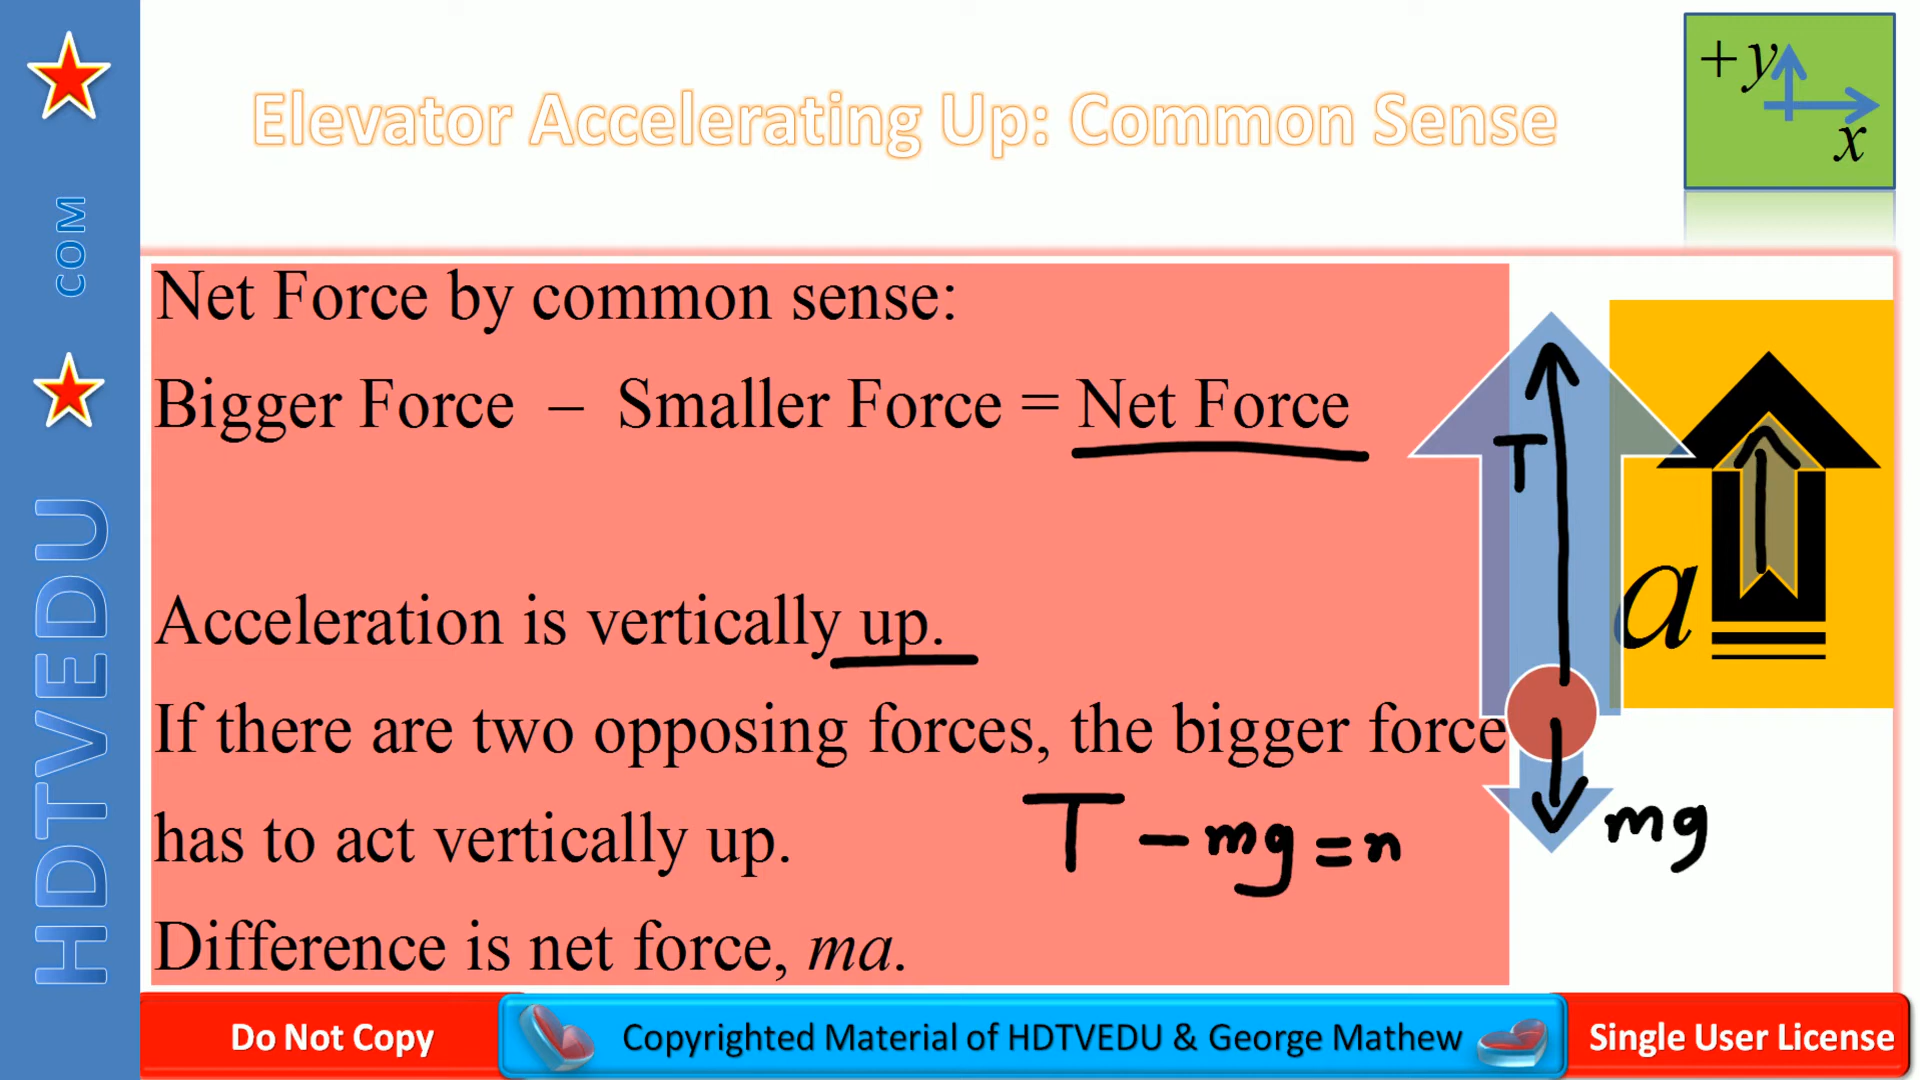 Elevator Accelerating Up: Common Sense
+y
x
Net Force by common sense:
Bigger Force – Smaller Force = Net Force
T
a
Acceleration is vertically up.
If there are two opposing forces, the bigger force
has to act vertically up.
T – mg = n
mg
Difference is net force, ma.
HDTVEDU COM
Do Not Copy
Copyrighted Material of HDTVEDU & George Mathew
Single User License